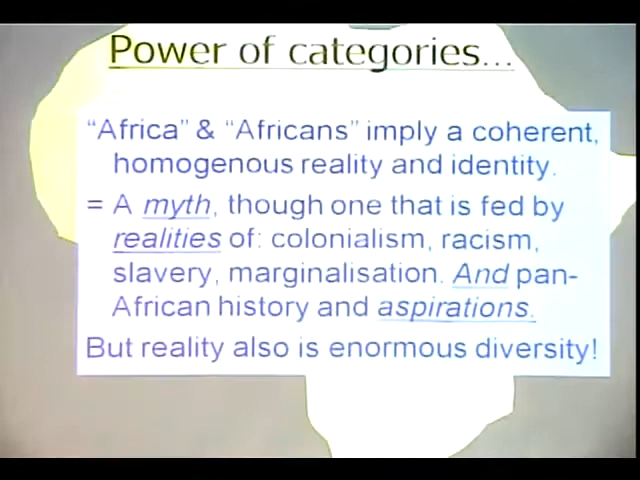 Power of categories...
"Africa" & "Africans" imply a coherent,
homogenous reality and identity.
= A myth, though one that is fed by
realities of: colonialism, racism,
slavery, marginalisation. And pan-
African history and aspirations.
But reality also is enormous diversity!